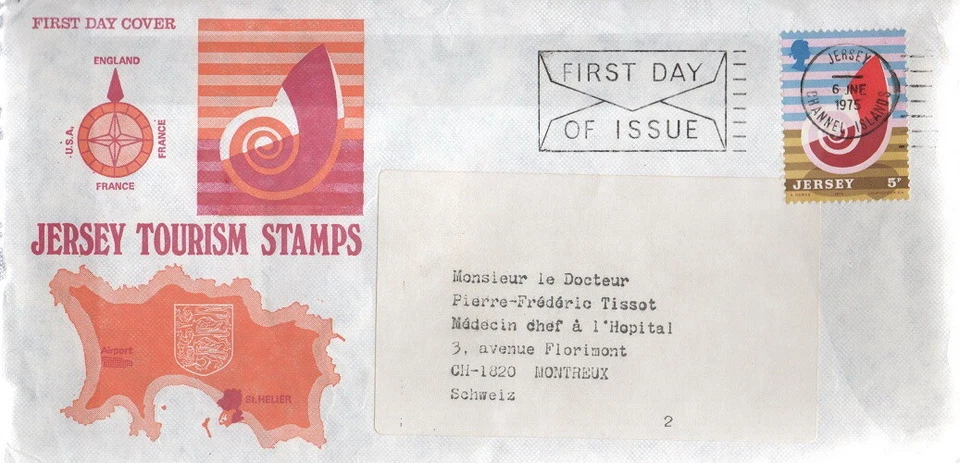 FIRST DAY COVER
ENGLAND
U.S.A.
FRANCE
FRANCE
JERSEY TOURISM STAMPS
Airport
St. HELIER
FIRST DAY
OF ISSUE
JERSEY
6 JNE
1975
CHANNEL ISLANDS
JERSEY 5P
Monsieur le Docteur
Pierre-Frédéric Tissot
Médecin chef à l'Hopital
3, avenue Florimont
CH-1820 MONTREUX
Schweiz
2